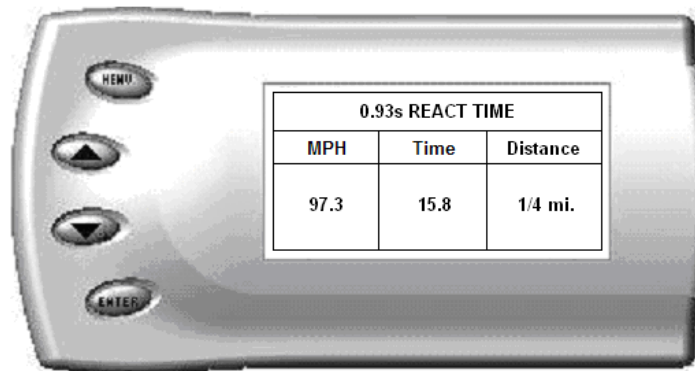 MENU
0.93s REACT TIME
MPH Time Distance
97.3 15.8 1/4 mi.
ENTER